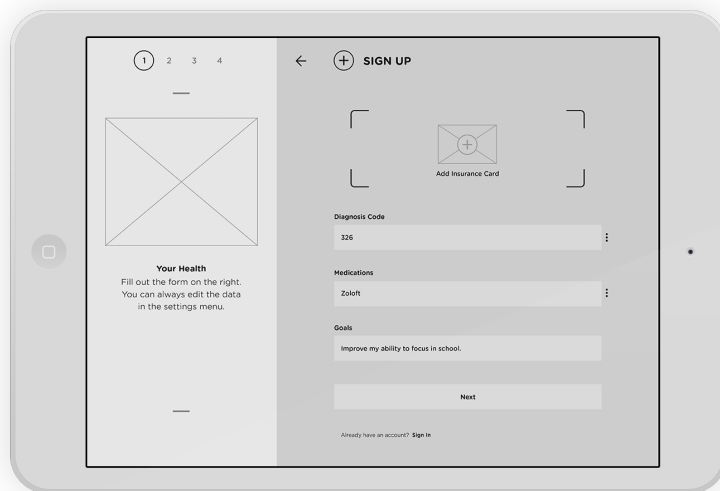 1 2 3 4
SIGN UP
Add Insurance Card
Your Health
Fill out the form on the right.
You can always edit the data
in the settings menu.
Diagnosis Code
326
Medications
Zoloft
Goals
Improve my ability to focus in school.
Next
Already have an account? Sign In